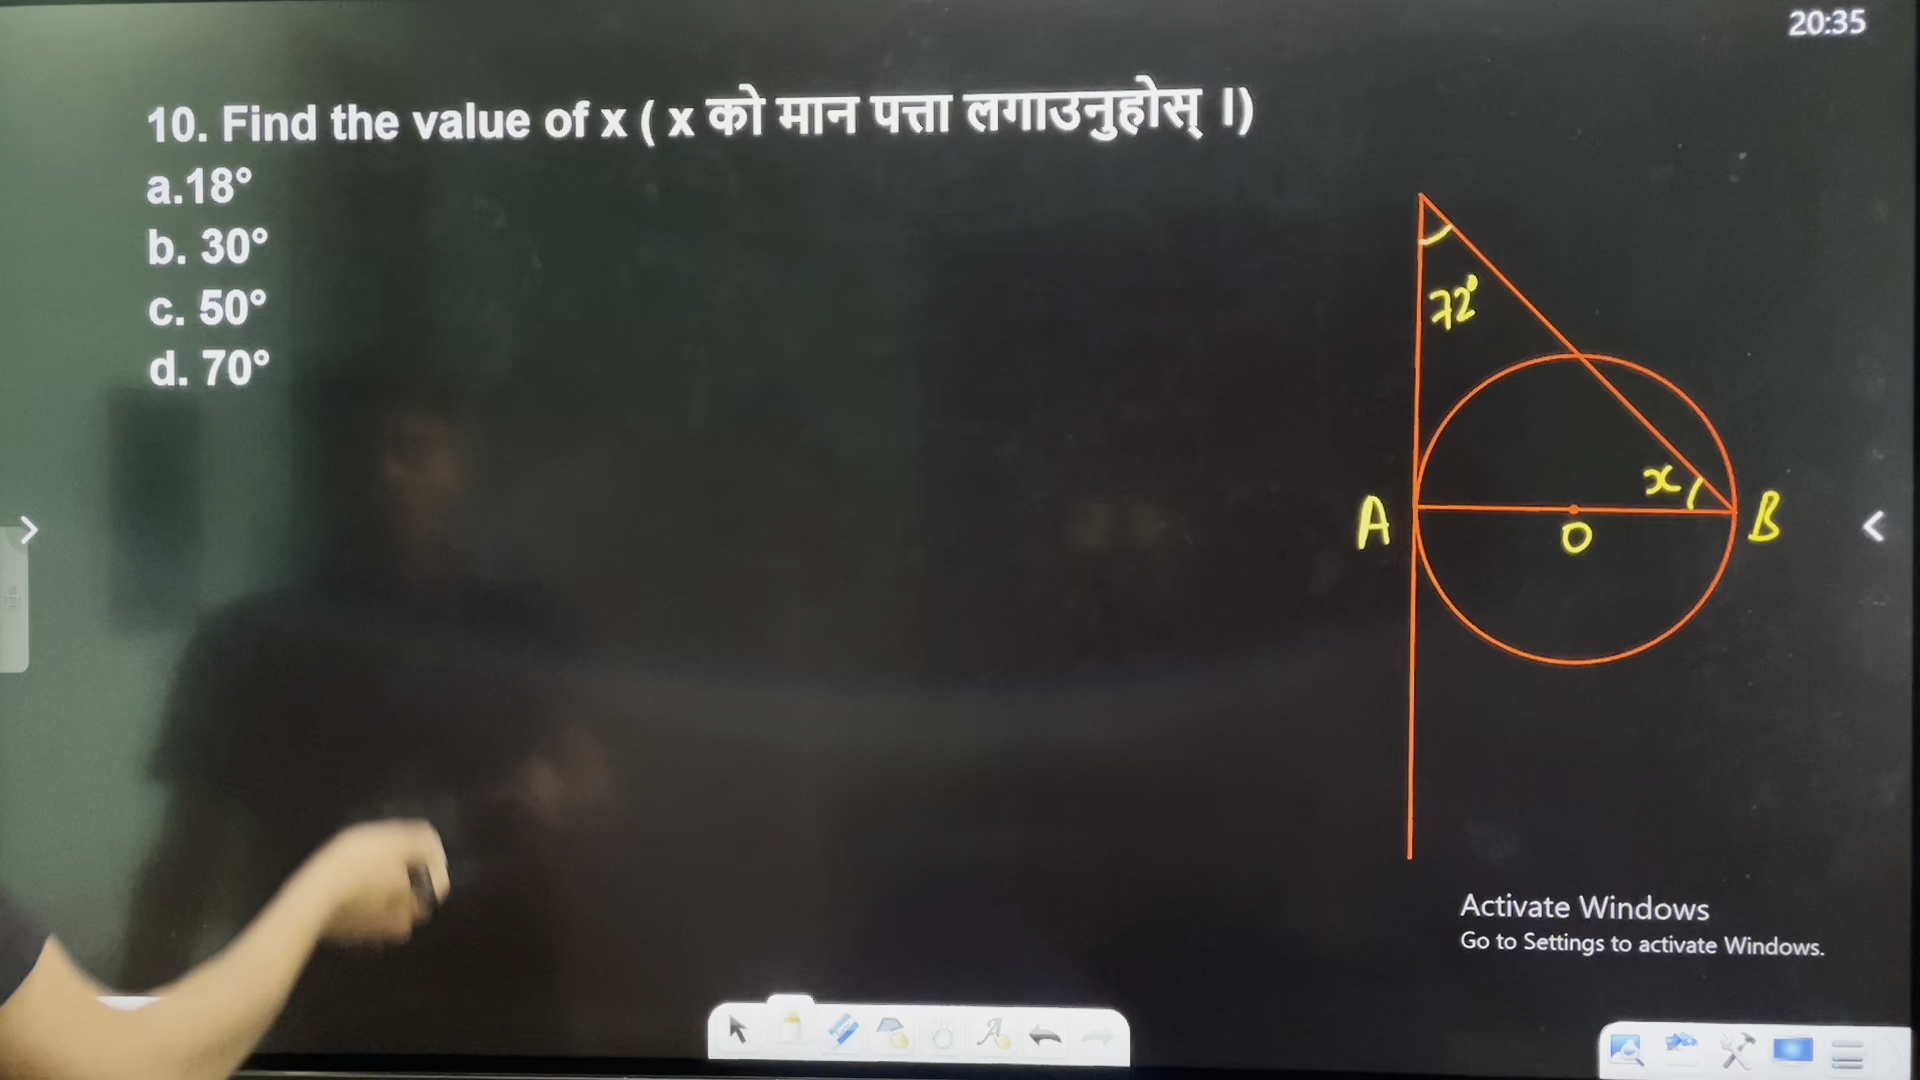 20:35
10. Find the value of x ( x को मान पत्ता लगाउनुहोस् ।)
a.18°
b. 30°
c. 50°
d. 70°
72°
x
A
O
B
Activate Windows
Go to Settings to activate Windows.